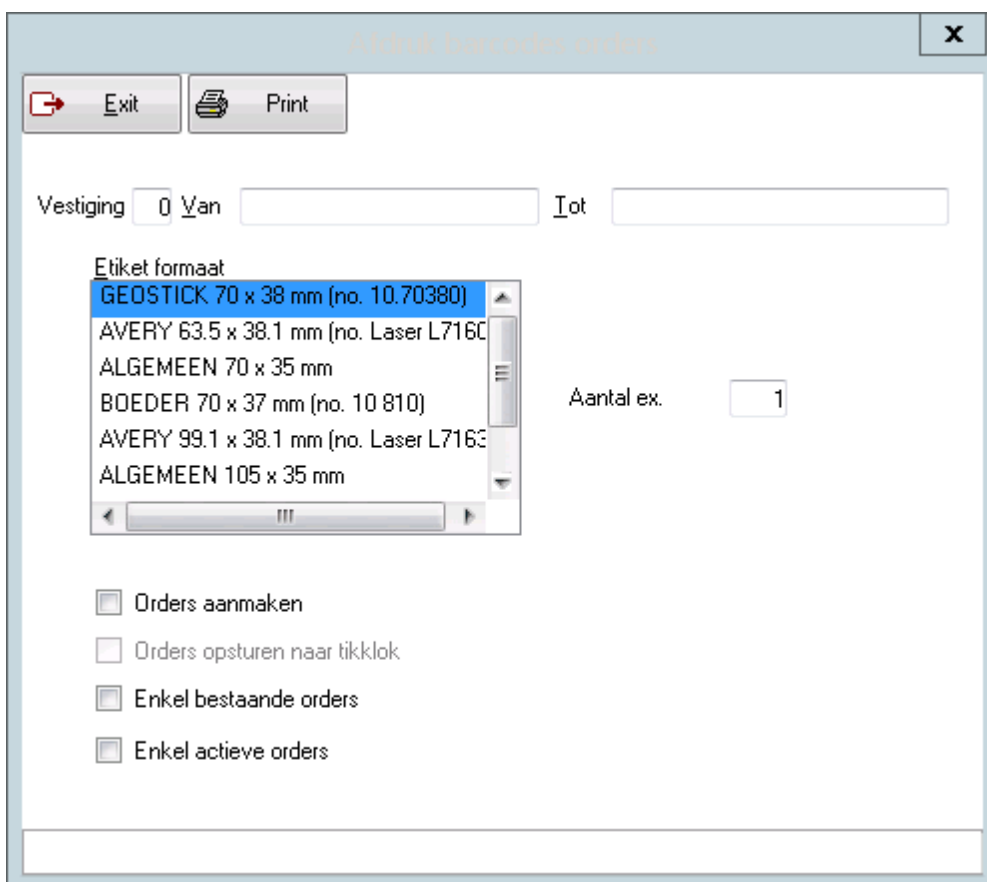 Afdruk barcodes orders
x
Exit Print
Vestiging 0 Van Tot
Etiket formaat
GEOSTICK 70 x 38 mm (no. 10.70380)
AVERY 63.5 x 38.1 mm (no. Laser L7160
ALGEMEEN 70 x 35 mm
BOEDER 70 x 37 mm (no. 10 810)
Aantal ex. 1
AVERY 99.1 x 38.1 mm (no. Laser L7163
ALGEMEEN 105 x 35 mm
Orders aanmaken
Orders opsturen naar tikklok
Enkel bestaande orders
Enkel actieve orders